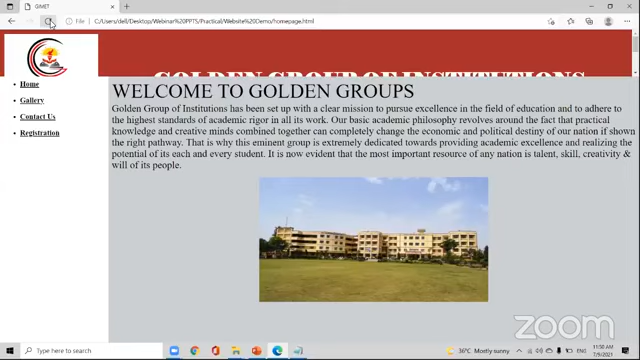 GIMET
File
C:/Users/dell/Desktop/Webinar%20PPTS/Practical/Website%20Demo/homepage.html
GOLDEN GROUP OF INSTITUTIONS
Home
Gallery
Contact Us
Registration
WELCOME TO GOLDEN GROUPS
Golden Group of Institutions has been set up with a clear mission to pursue excellence in the field of education and to adhere to
the highest standards of academic rigor in all its work. Our basic academic philosophy revolves around the fact that practical
knowledge and creative minds combined together can completely change the economic and political destiny of our nation if shown
the right pathway. That is why this eminent group is extremely dedicated towards providing academic excellence and realizing the
potential of its each and every student. It is now evident that the most important resource of any nation is talent, skill, creativity &
will of its people.
zoom
Type here to search
36°C Mostly sunny
ENG
11:58 AM
7/9/2021